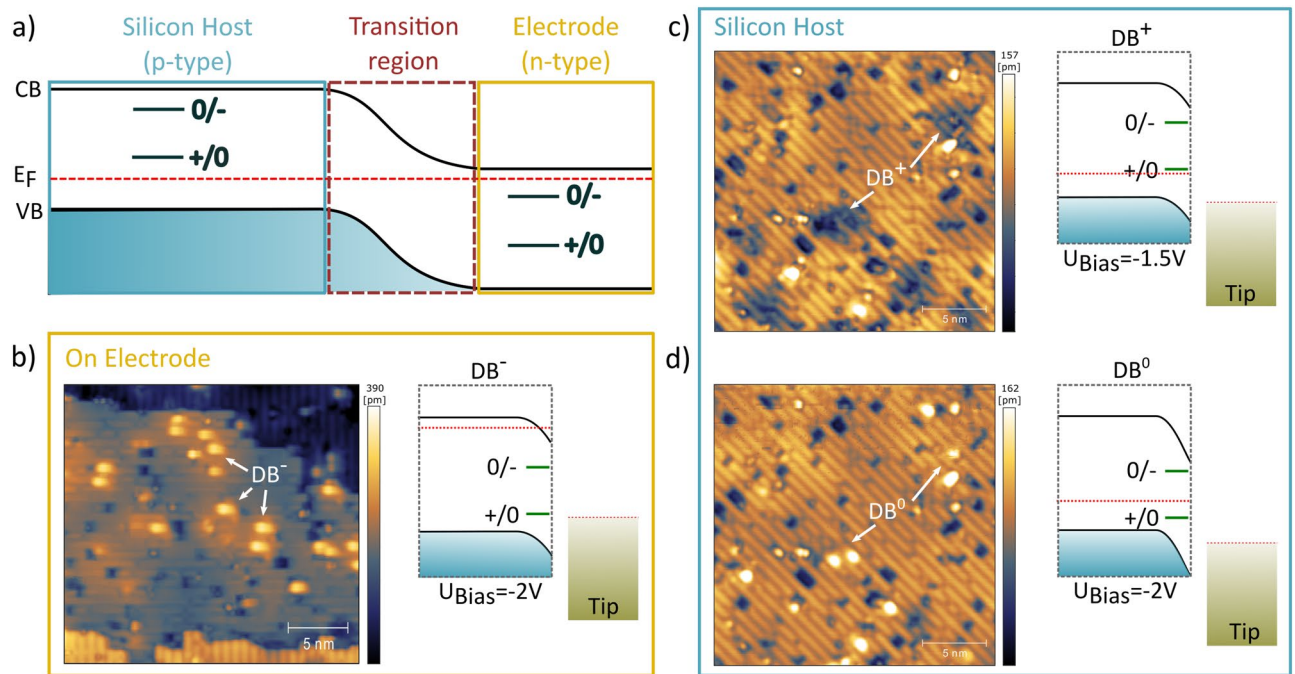 a)
Silicon Host
(p-type)
Transition
region
Electrode
(n-type)
CB
0/-
+/0
EF
VB
0/-
+/0
b)
On Electrode
390
[pm]
DB-
5 nm
DB-
0/-
+/0
UBias=-2V
Tip
Silicon Host
c)
157
[pm]
DB+
5 nm
DB+
0/-
+/0
UBias=-1.5V
Tip
d)
162
[pm]
DB0
5 nm
DB0
0/-
+/0
UBias=-2V
Tip